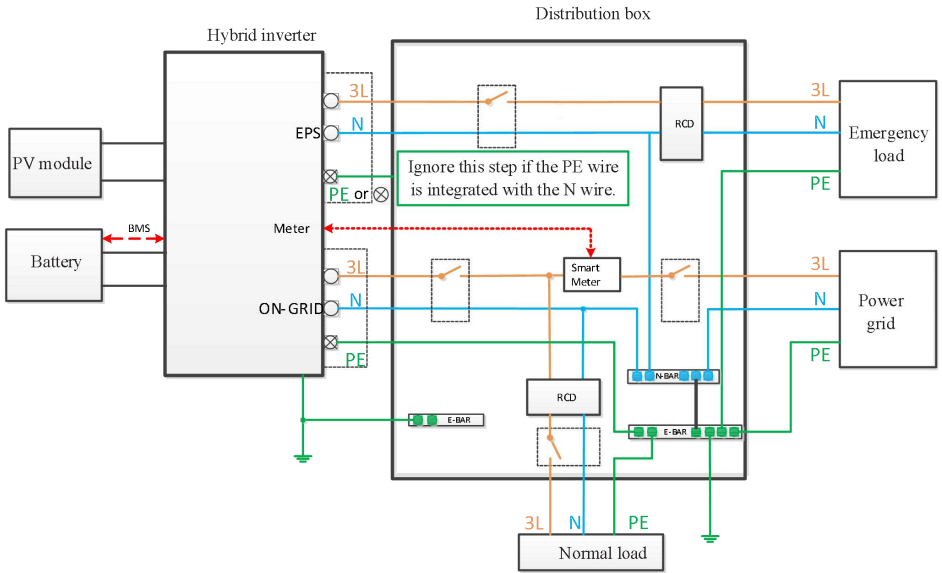 Distribution box
Hybrid inverter
3L
3L
RCD
N
N
EPS
Emergency
load
PV module
Ignore this step if the PE wire
is integrated with the N wire.
PE
PE or
BMS
Meter
Battery
3L
Smart
Meter
3L
N
N
ON-GRID
Power
grid
PE
PE
N-BAR
RCD
E-BAR
E-BAR
3L
N
PE
Normal load